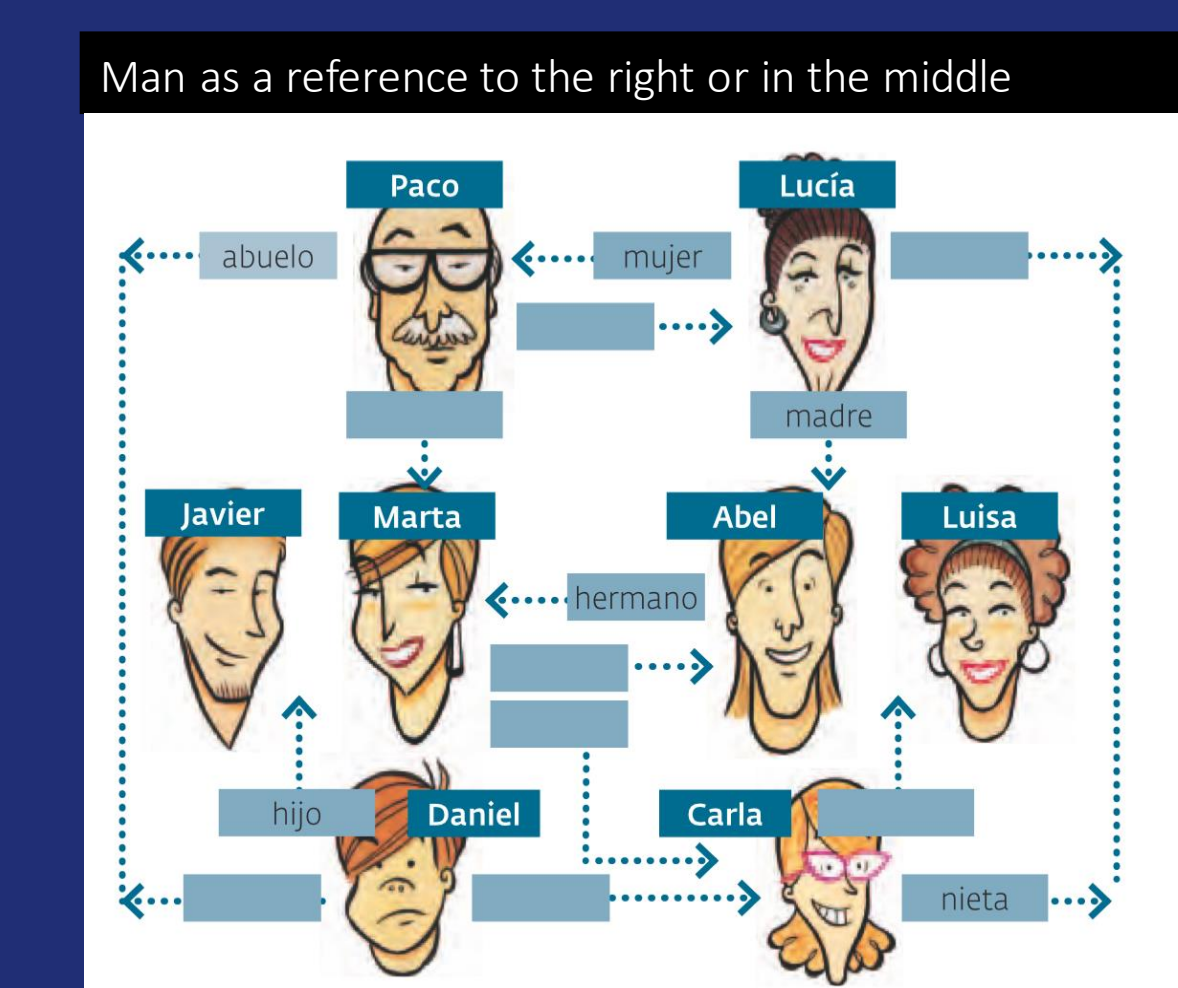 Man as a reference to the right or in the middle
Paco
Lucía
abuelo
mujer
madre
Javier
Marta
Abel
Luisa
hermano
hijo
Daniel
Carla
nieta